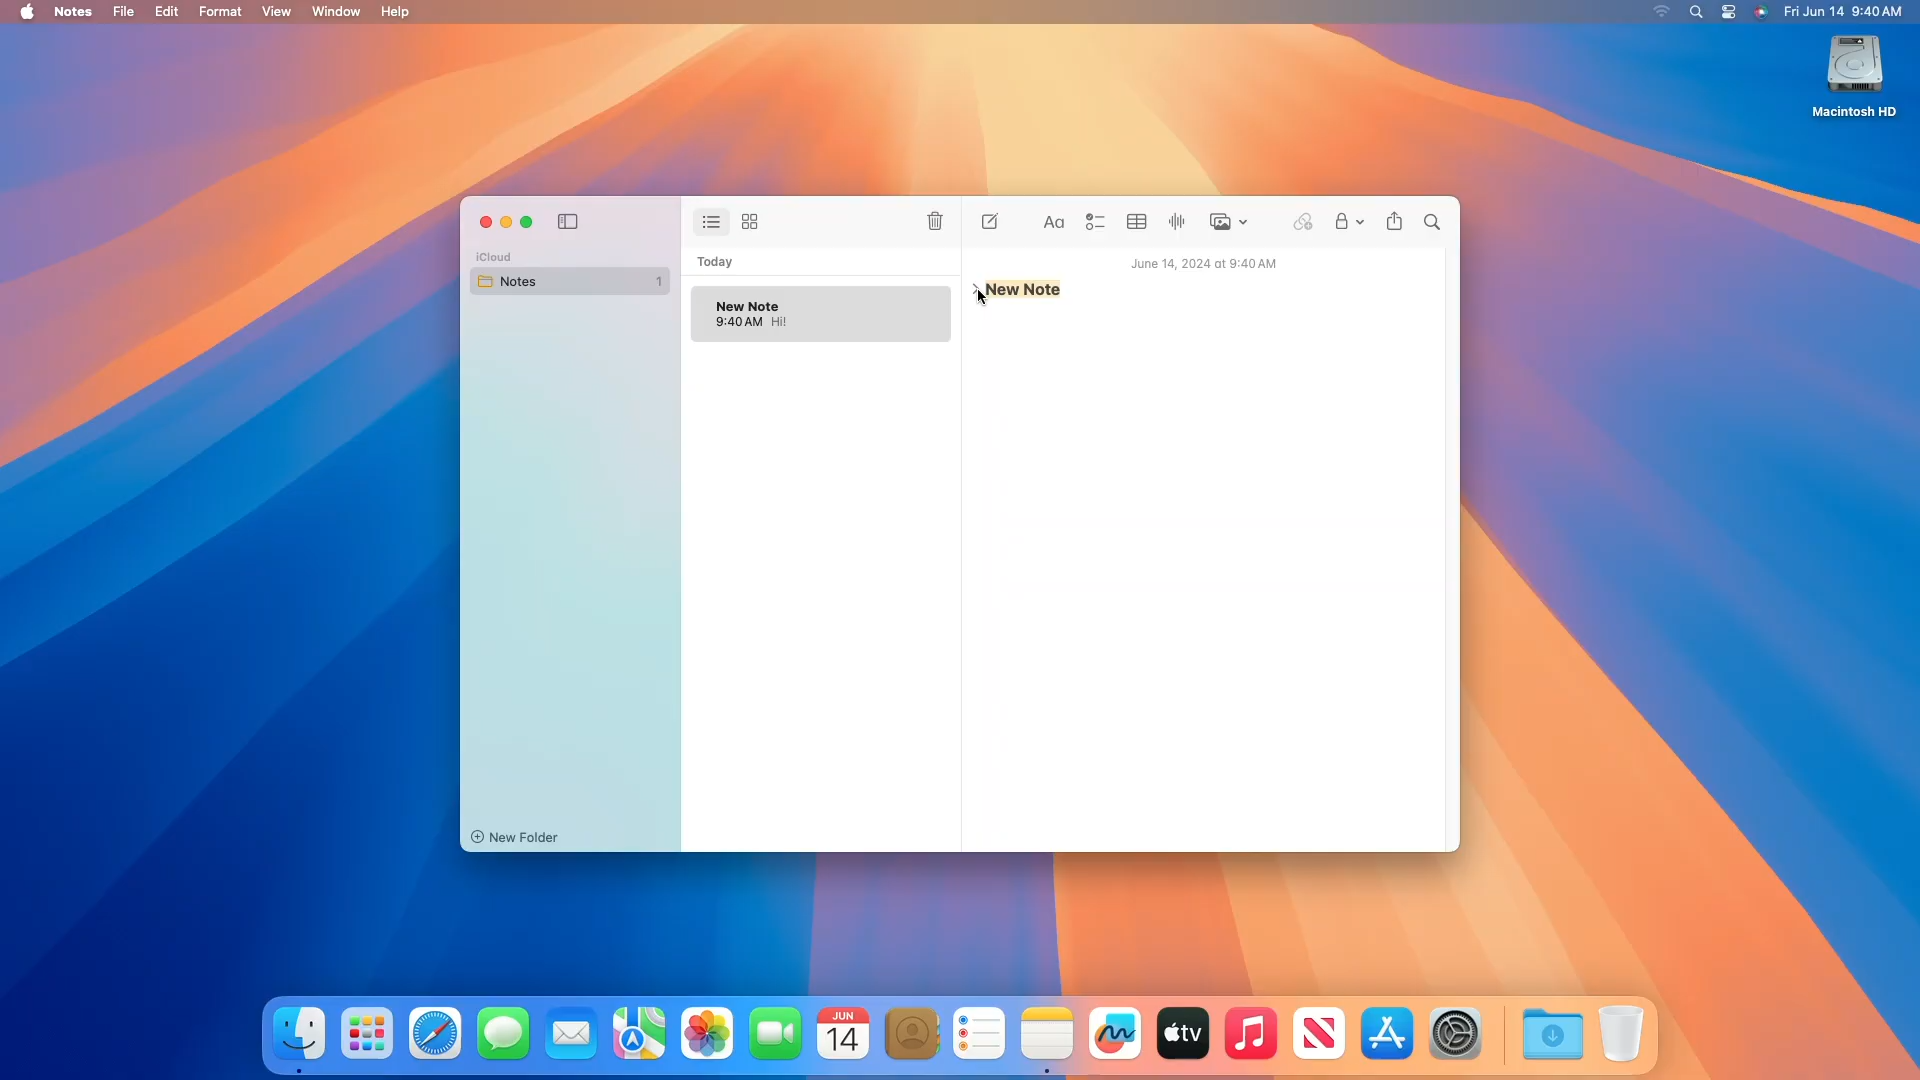 Notes File Edit Format View Window Help Fri Jun 14 9:40 AM
Macintosh HD
iCloud
Notes 1
Today
New Note
9:40 AM Hi!
Aa
June 14, 2024 at 9:40 AM
New Note
New Folder
JUN
14
tv